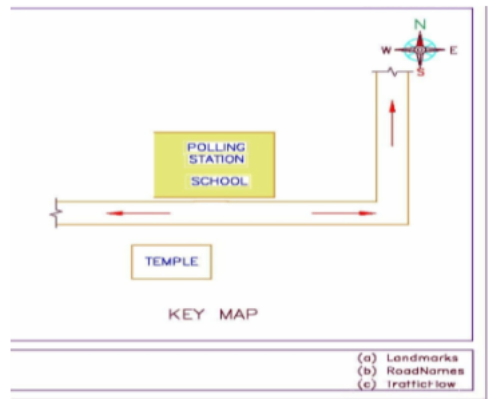 N
W E
S
POLLING
STATION
SCHOOL
TEMPLE
KEY MAP
(a) Landmarks
(b) RoadNames
(c) Trafficflow